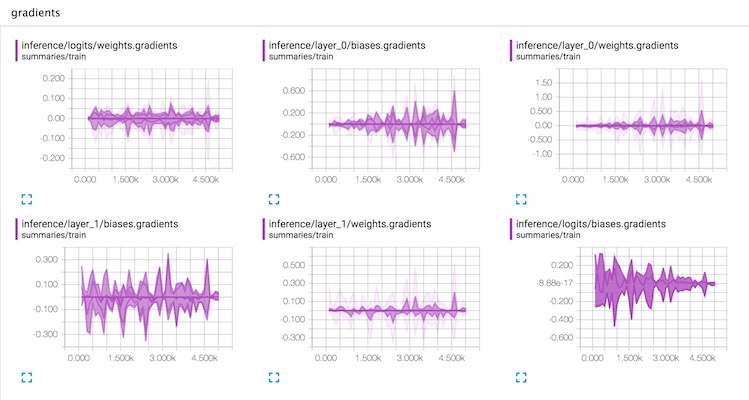 gradients
inference/logits/weights.gradients
summaries/train
0.200
0.100
0.00
-0.100
-0.200
0.000 1.500k 3.000k 4.500k
inference/layer_0/biases.gradients
summaries/train
0.600
0.200
-0.200
-0.600
0.000 1.500k 3.000k 4.500k
inference/layer_0/weights.gradients
summaries/train
1.50
1.00
0.500
0.00
-0.500
-1.00
0.000 1.500k 3.000k 4.500k
inference/layer_1/biases.gradients
summaries/train
0.300
0.100
-0.100
-0.300
0.000 1.500k 3.000k 4.500k
inference/layer_1/weights.gradients
summaries/train
0.500
0.300
0.100
-0.100
-0.300
0.000 1.500k 3.000k 4.500k
inference/logits/biases.gradients
summaries/train
0.200
-8.88e-17
-0.200
-0.400
-0.600
0.000 1.500k 3.000k 4.500k